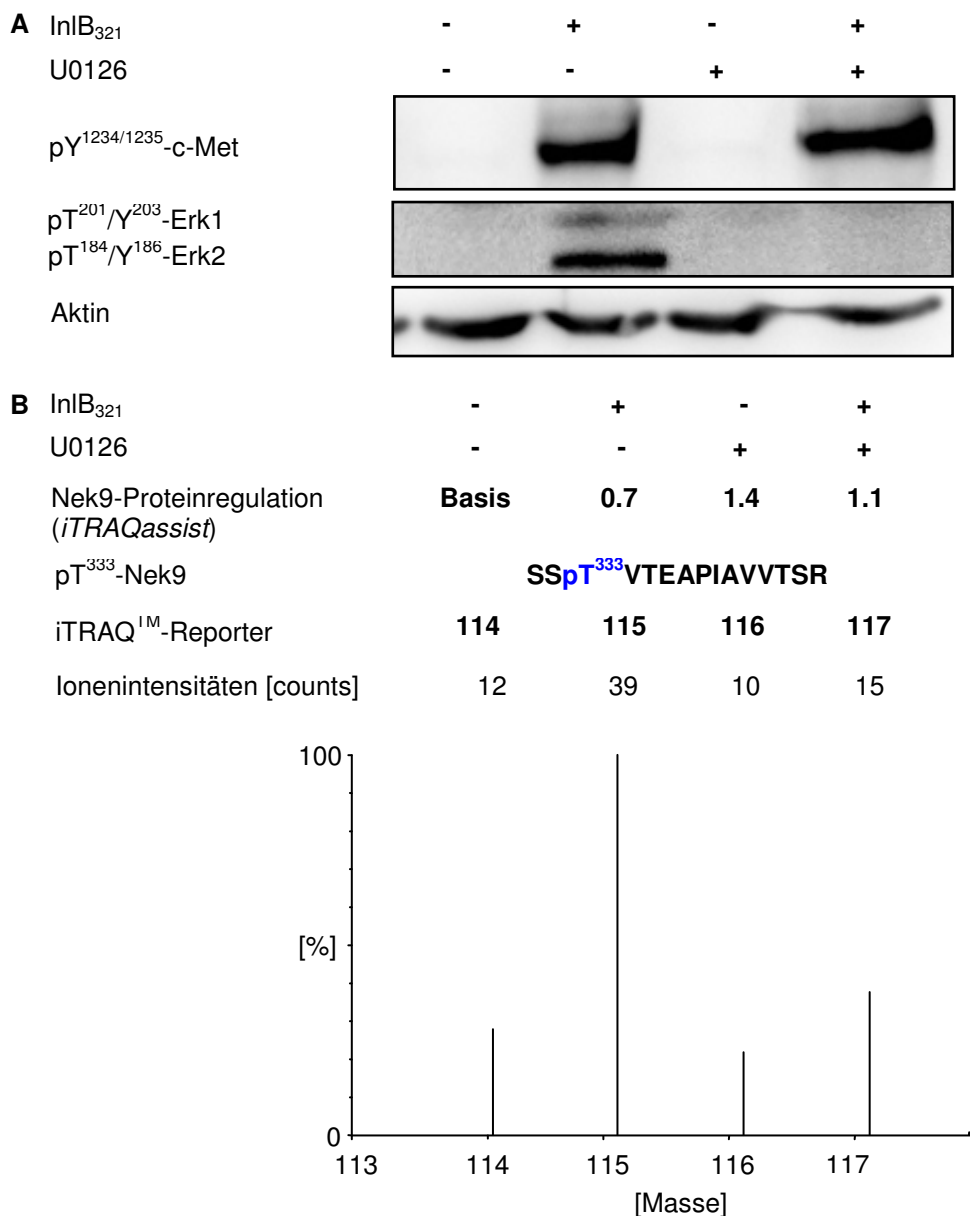 A InlB321 - + - +
U0126 - - + +
pY1234/1235-c-Met
pT201/Y203-Erk1
pT184/Y186-Erk2
Aktin
B InlB321 - + - +
U0126 - - + +
Nek9-Proteinregulation Basis 0.7 1.4 1.1
(iTRAQassist)
pT333-Nek9 SSpT333VTEAPIAVVTSR
iTRAQTM-Reporter 114 115 116 117
Ionenintensitäten [counts] 12 39 10 15
100
[%]
0
113 114 115 116 117
[Masse]